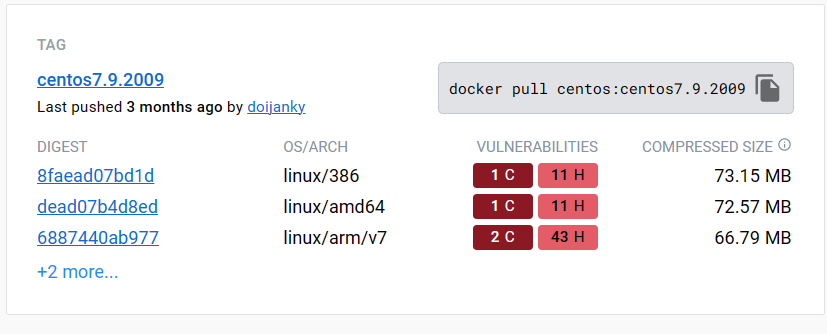 TAG
centos7.9.2009
docker pull centos:centos7.9.2009
Last pushed 3 months ago by doijanky
DIGEST OS/ARCH VULNERABILITIES COMPRESSED SIZE
8faead07bd1d linux/386 1 C 11 H 73.15 MB
dead07b4d8ed linux/amd64 1 C 11 H 72.57 MB
6887440ab977 linux/arm/v7 2 C 43 H 66.79 MB
+2 more...